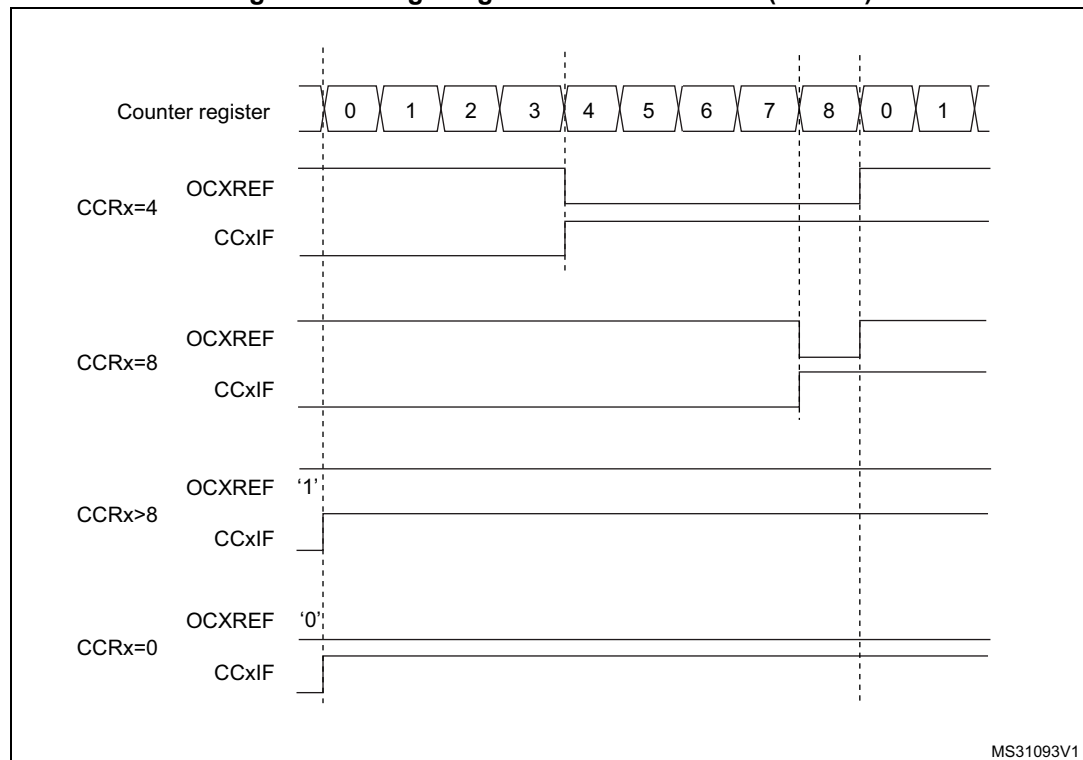 Counter register 0 1 2 3 4 5 6 7 8 0 1
OCXREF
CCRx=4
CCxIF
OCXREF
CCRx=8
CCxIF
OCXREF ‘1’
CCRx>8
CCxIF
OCXREF ‘0’
CCRx=0
CCxIF
MS31093V1